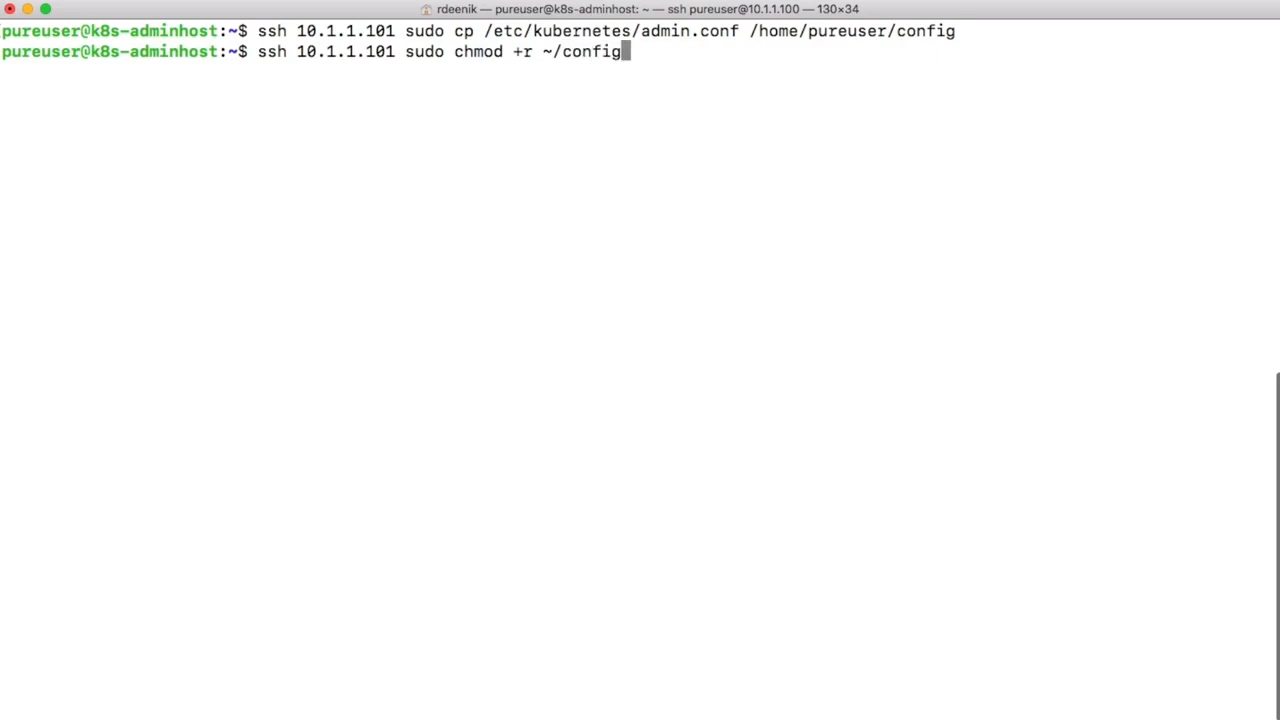 rdeenik — pureuser@k8s-adminhost: ~ — ssh pureuser@10.1.1.100 — 130×34
pureuser@k8s-adminhost:~$ ssh 10.1.1.101 sudo cp /etc/kubernetes/admin.conf /home/pureuser/config
pureuser@k8s-adminhost:~$ ssh 10.1.1.101 sudo chmod +r ~/config